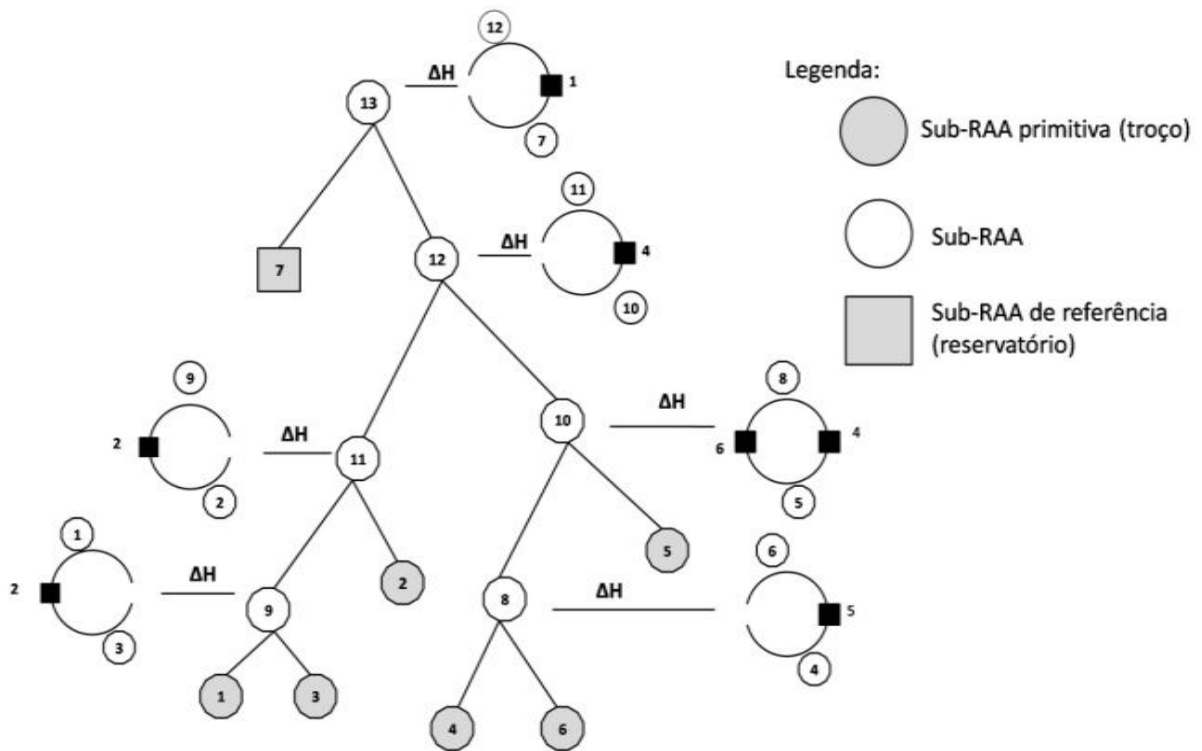 12
ΔH
1
13
7
Legenda:
Sub-RAA primitiva (troço)
11
ΔH
4
12
10
7
Sub-RAA
Sub-RAA de referência
(reservatório)
9
2
ΔH
11
2
10
ΔH
8
6
4
5
1
2
ΔH
9
3
2
5
8
ΔH
6
5
4
1
3
4
6